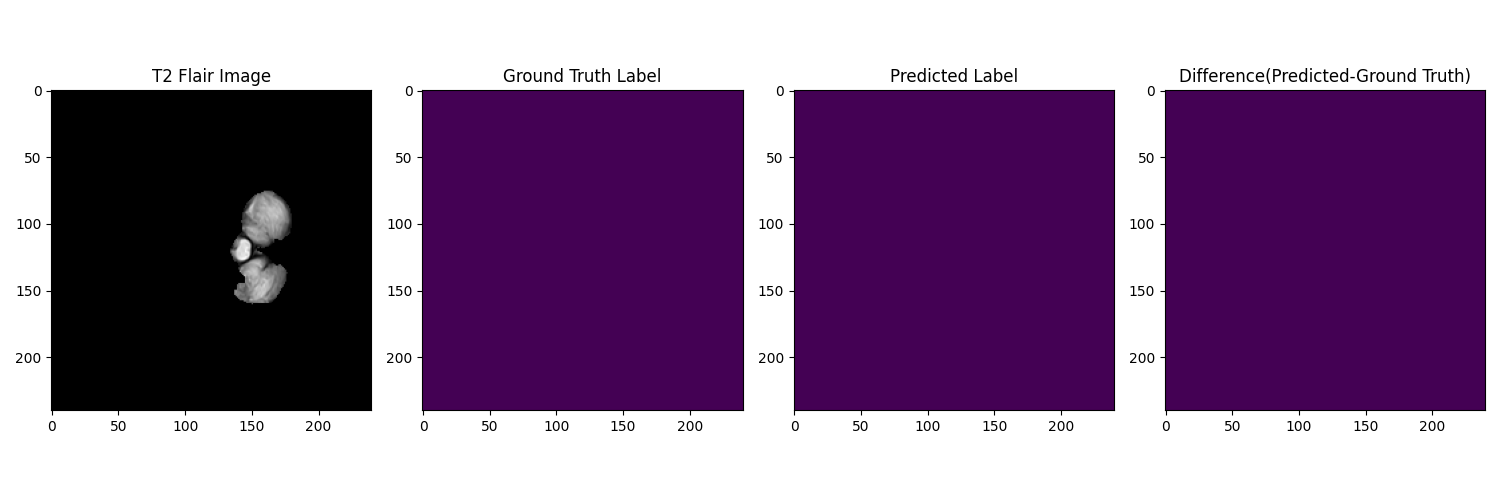 T2 Flair Image Ground Truth Label Predicted Label Difference(Predicted-Ground Truth)
0 0 0 0
50 50 50 50
100 100 100 100
150 150 150 150
200 200 200 200
0 50 100 150 200 0 50 100 150 200 0 50 100 150 200 0 50 100 150 200